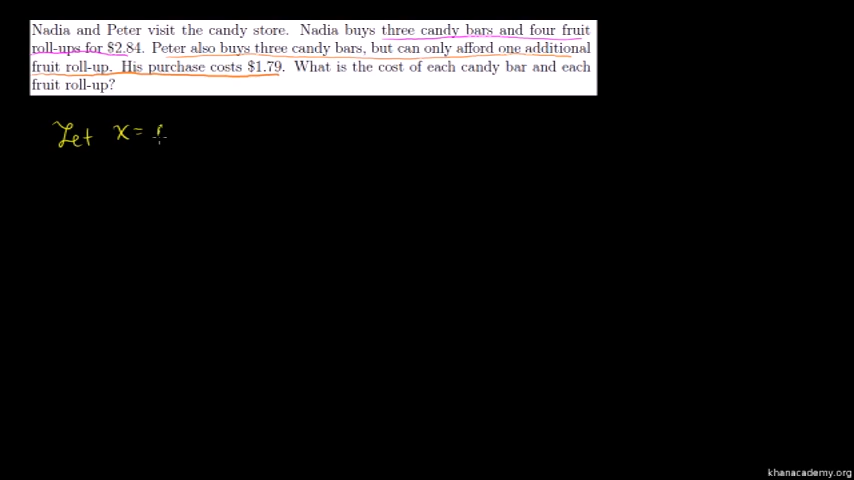 Nadia and Peter visit the candy store. Nadia buys three candy bars and four fruit
roll-ups for $2.84. Peter also buys three candy bars, but can only afford one additional
fruit roll-up. His purchase costs $1.79. What is the cost of each candy bar and each
fruit roll-up?
Let x =
khanacademy.org